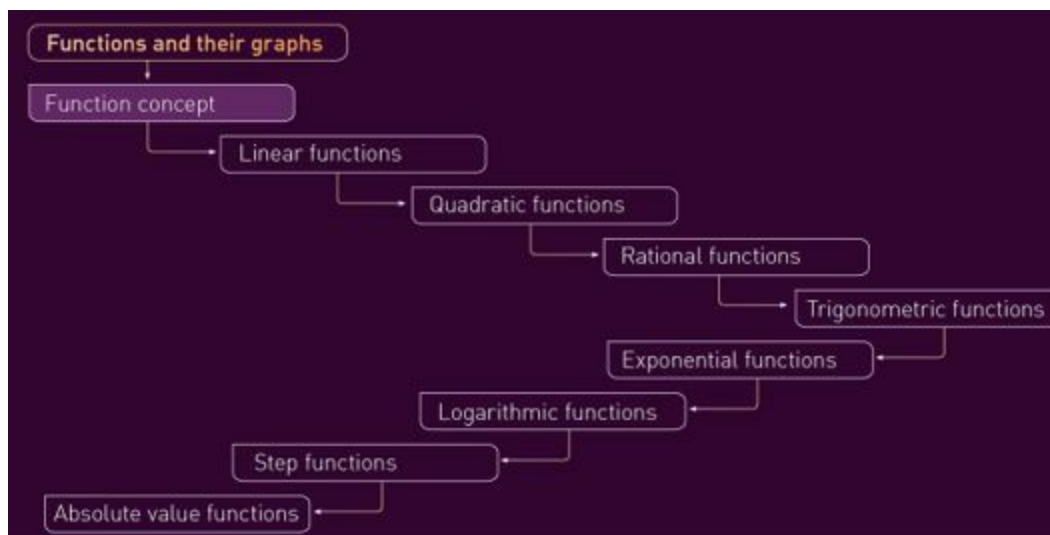 Functions and their graphs
Function concept
Linear functions
Quadratic functions
Rational functions
Trigonometric functions
Exponential functions
Logarithmic functions
Step functions
Absolute value functions